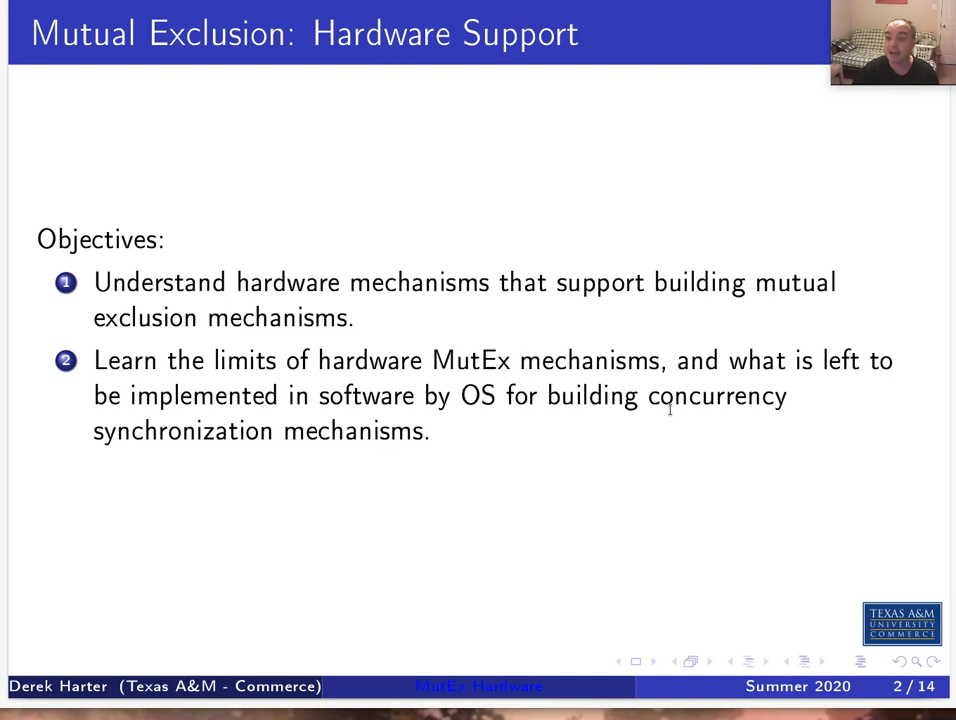 Mutual Exclusion: Hardware Support
Objectives:
1 Understand hardware mechanisms that support building mutual
exclusion mechanisms.
2 Learn the limits of hardware MutEx mechanisms, and what is left to
be implemented in software by OS for building concurrency
synchronization mechanisms.
TEXAS A&M
UNIVERSITY
COMMERCE
Derek Harter (Texas A&M - Commerce) MutEx Hardware Summer 2020 2 / 14